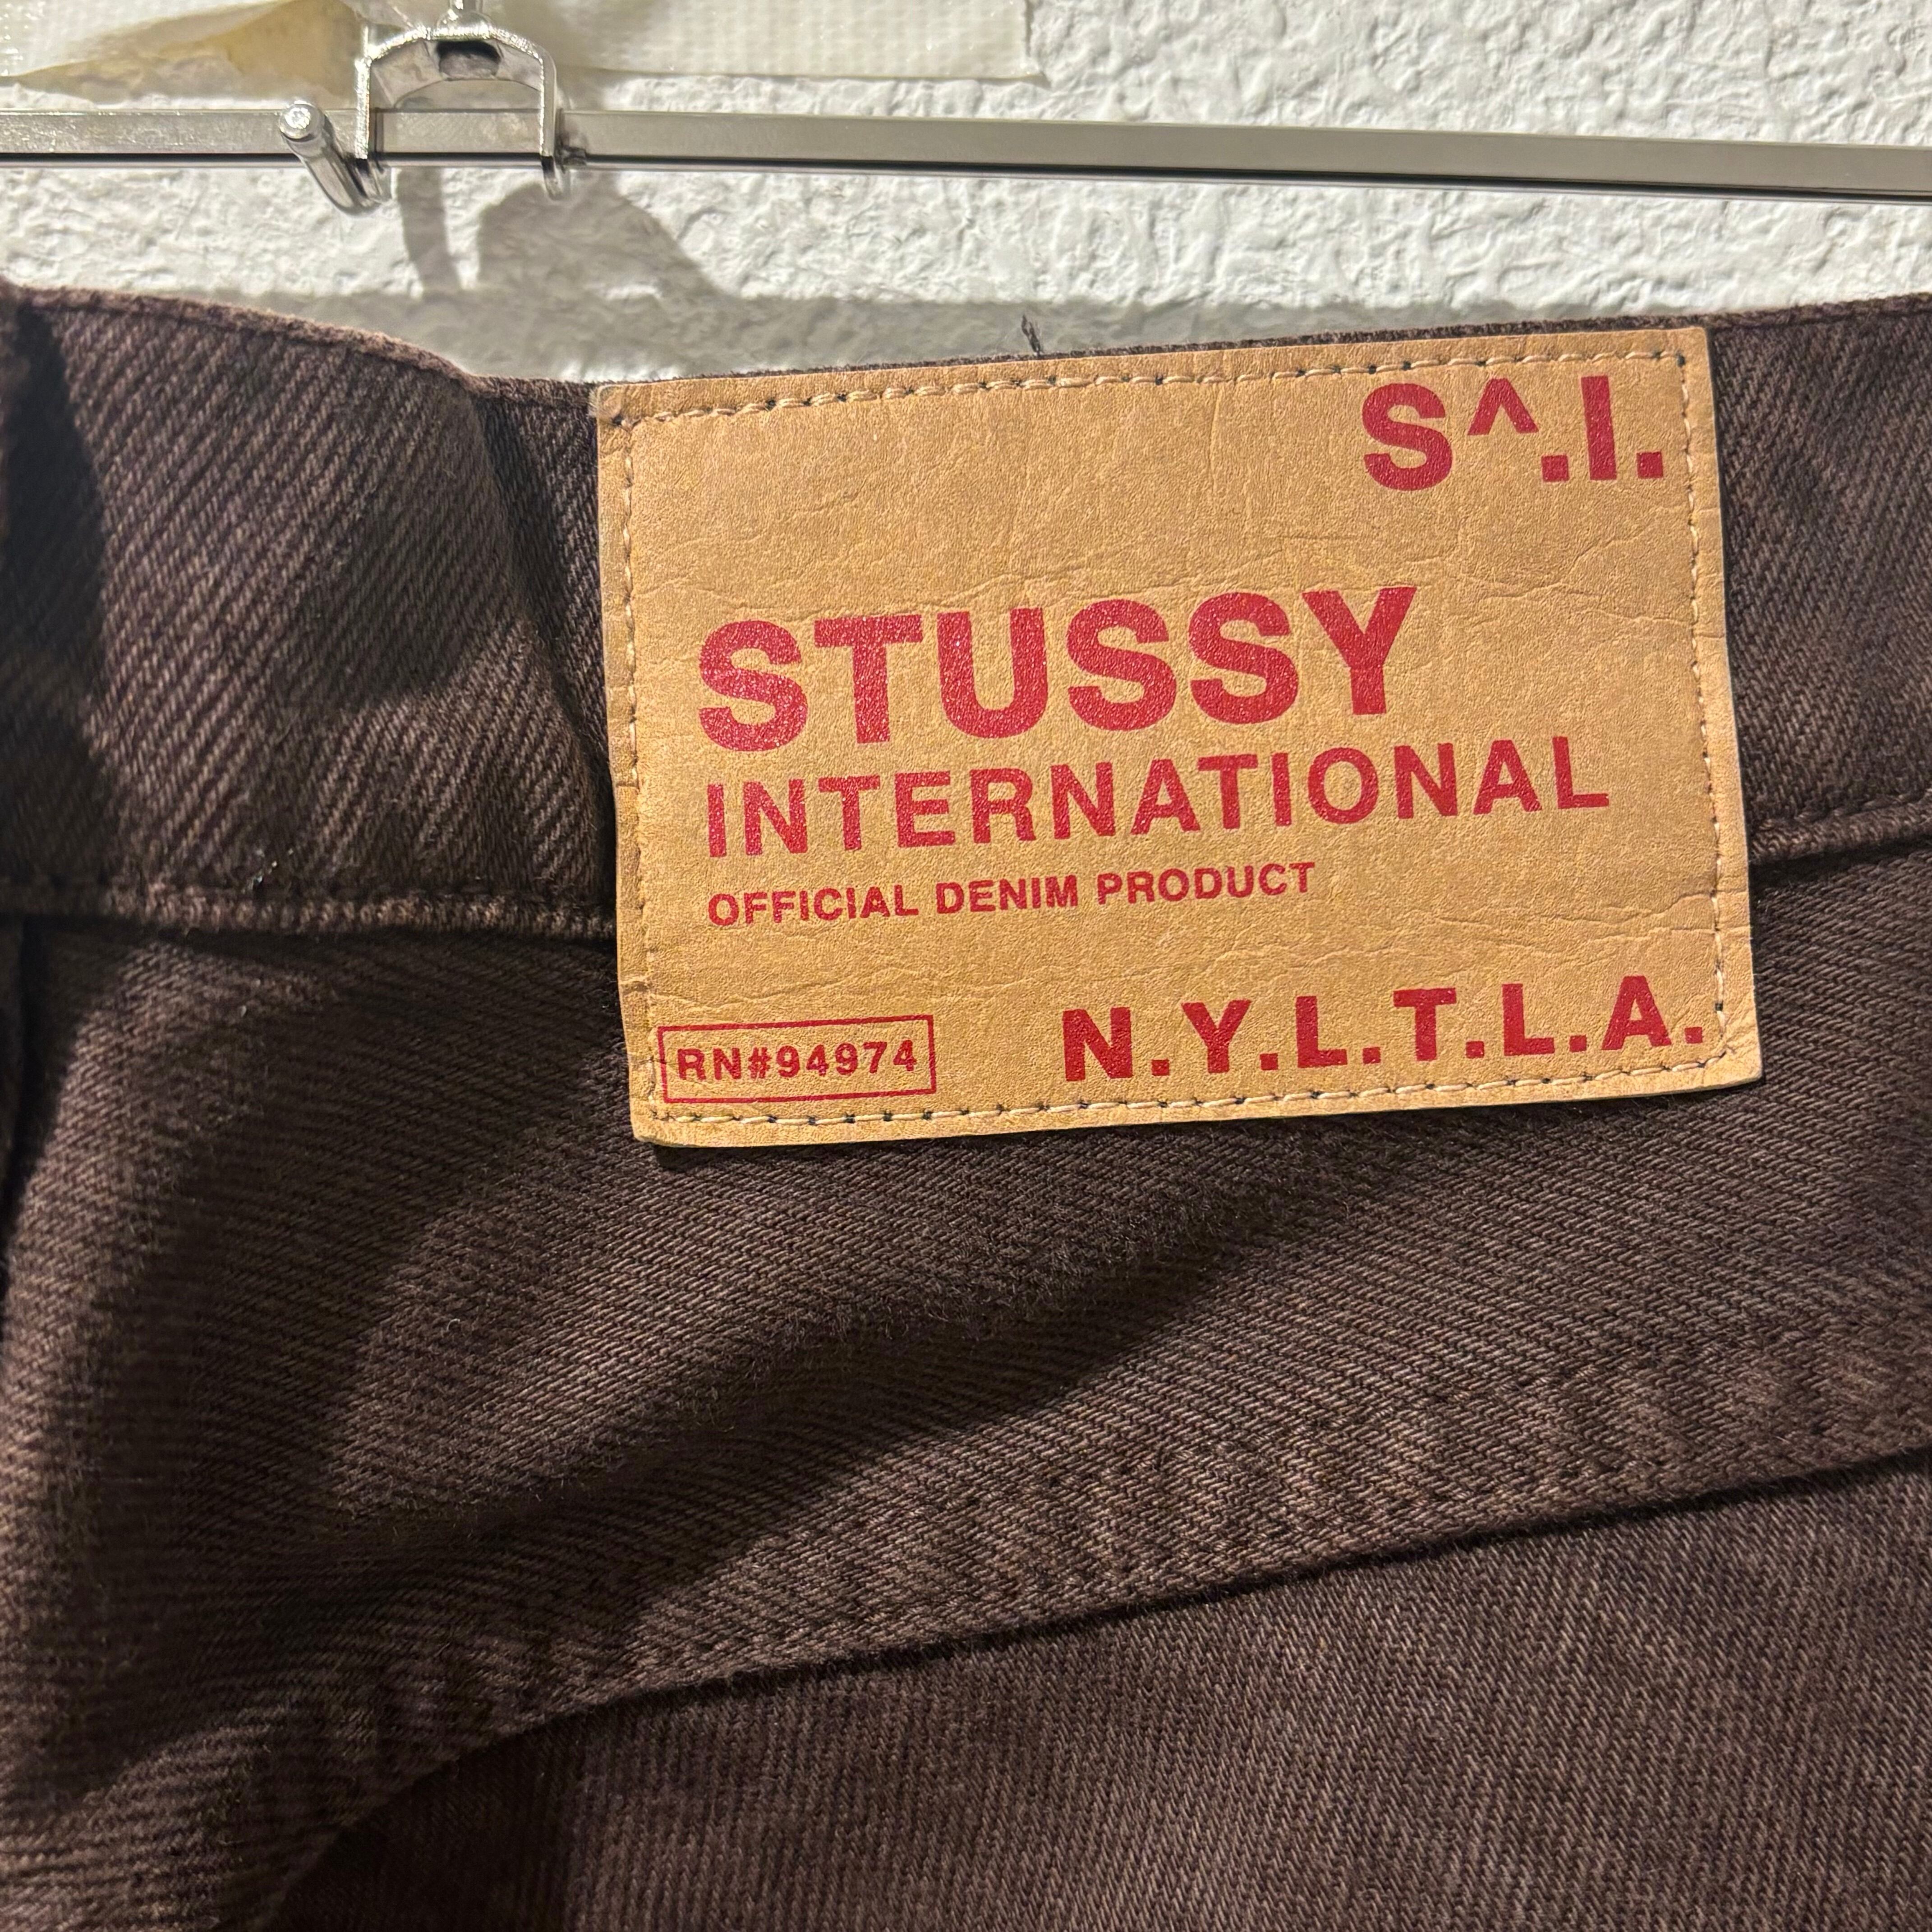 S^.I.
STUSSY
INTERNATIONAL
OFFICIAL DENIM PRODUCT
RN#94974
N.Y.L.T.L.A.